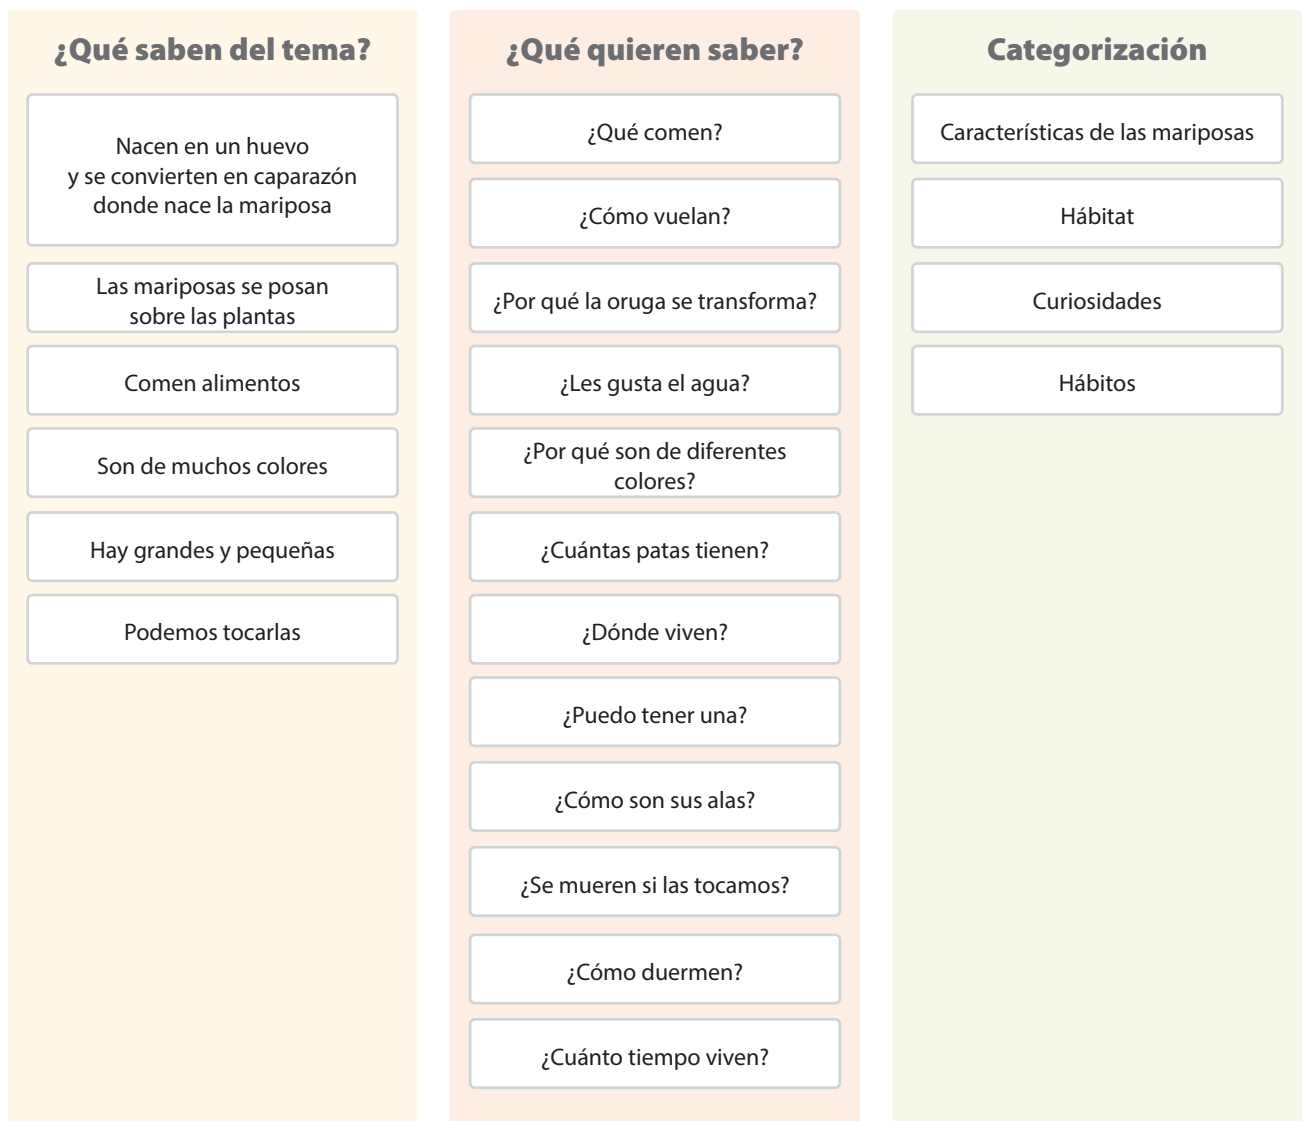 ¿Qué saben del tema?
Nacen en un huevo
y se convierten en caparazón
donde nace la mariposa
Las mariposas se posan
sobre las plantas
Comen alimentos
Son de muchos colores
Hay grandes y pequeñas
Podemos tocarlas
¿Qué quieren saber?
¿Qué comen?
¿Cómo vuelan?
¿Por qué la oruga se transforma?
¿Les gusta el agua?
¿Por qué son de diferentes
colores?
¿Cuántas patas tienen?
¿Dónde viven?
¿Puedo tener una?
¿Cómo son sus alas?
¿Se mueren si las tocamos?
¿Cómo duermen?
¿Cuánto tiempo viven?
Categorización
Características de las mariposas
Hábitat
Curiosidades
Hábitos